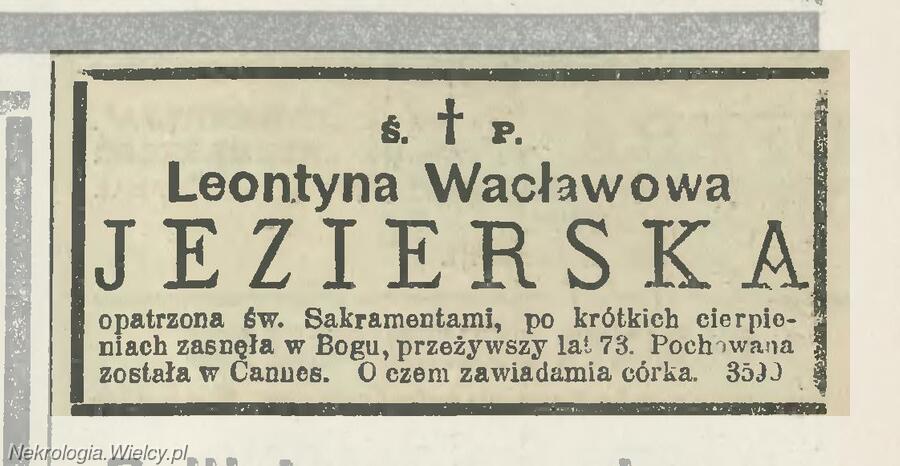 Ś. † P.
Leontyna Wacławowa
JEZIERSKA
opatrzona św. Sakramentami, po krótkich cierpie-
niach zasnęła w Bogu, przeżywszy lat 73. Pochowana
została w Cannes. O czem zawiadamia córka.
Nekrologia.Wielcy.pl